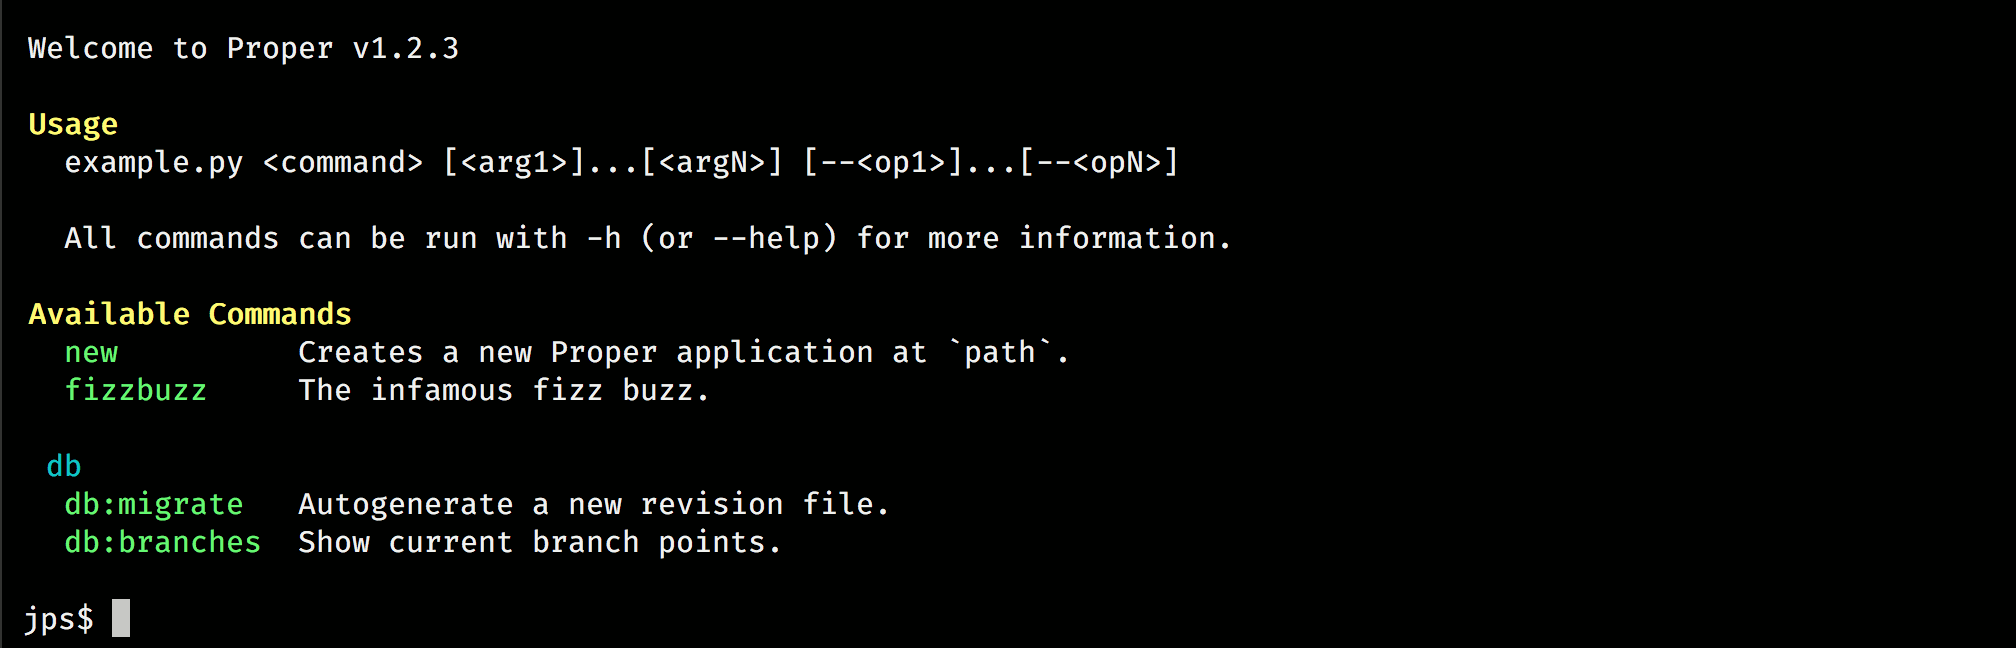 Welcome to Proper v1.2.3
Usage
example.py <command> [<arg1>]...[<argN>] [--<op1>]...[--<opN>]
All commands can be run with -h (or --help) for more information.
Available Commands
new Creates a new Proper application at `path`.
fizzbuzz The infamous fizz buzz.
db
db:migrate Autogenerate a new revision file.
db:branches Show current branch points.
jps$